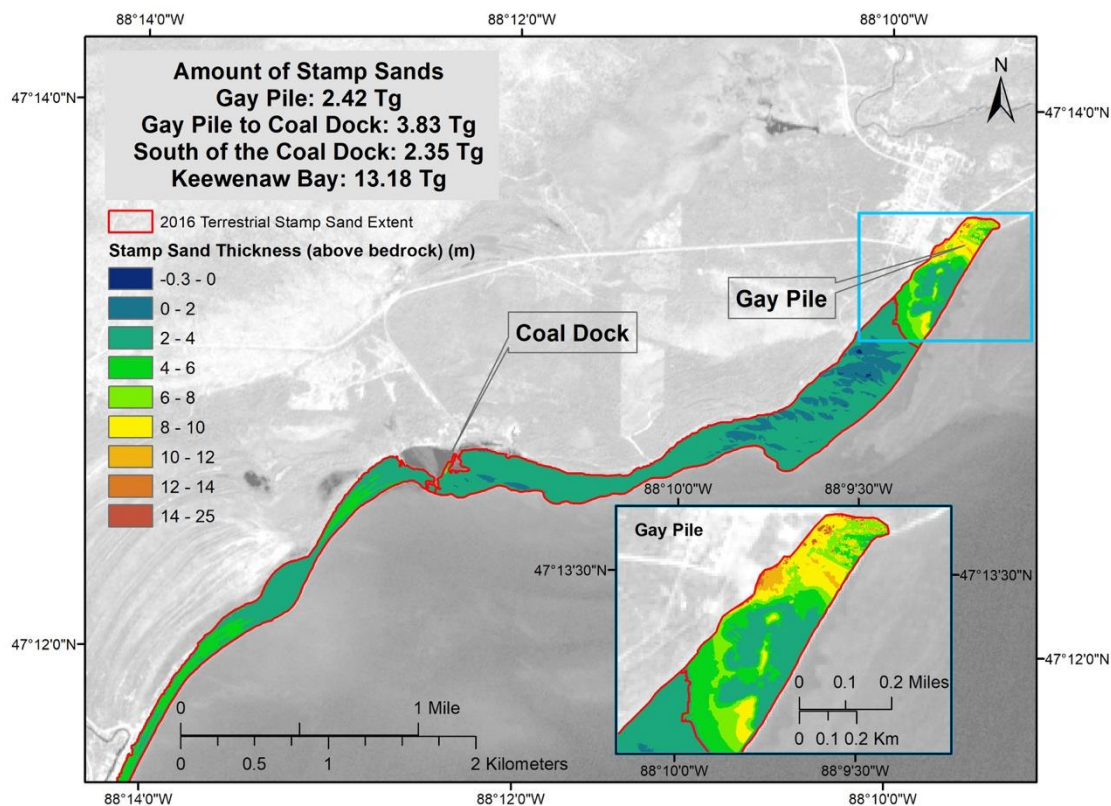 88°14'0"W
88°12'0"W
88°10'0"W
47°14'0"N
47°14'0"N
Amount of Stamp Sands
Gay Pile: 2.42 Tg
Gay Pile to Coal Dock: 3.83 Tg
South of the Coal Dock: 2.35 Tg
Keewenaw Bay: 13.18 Tg
N
2016 Terrestrial Stamp Sand Extent
Stamp Sand Thickness (above bedrock) (m)
-0.3 - 0
0 - 2
2 - 4
4 - 6
6 - 8
8 - 10
10 - 12
12 - 14
14 - 25
Gay Pile
Coal Dock
88°10'0"W
88°9'30"W
Gay Pile
47°13'30"N
47°13'30"N
0 0.1 0.2 Miles
0 0.1 0.2 Km
88°10'0"W
88°9'30"W
47°12'0"N
47°12'0"N
0 1 Mile
0 0.5 1 2 Kilometers
88°14'0"W
88°12'0"W
88°10'0"W